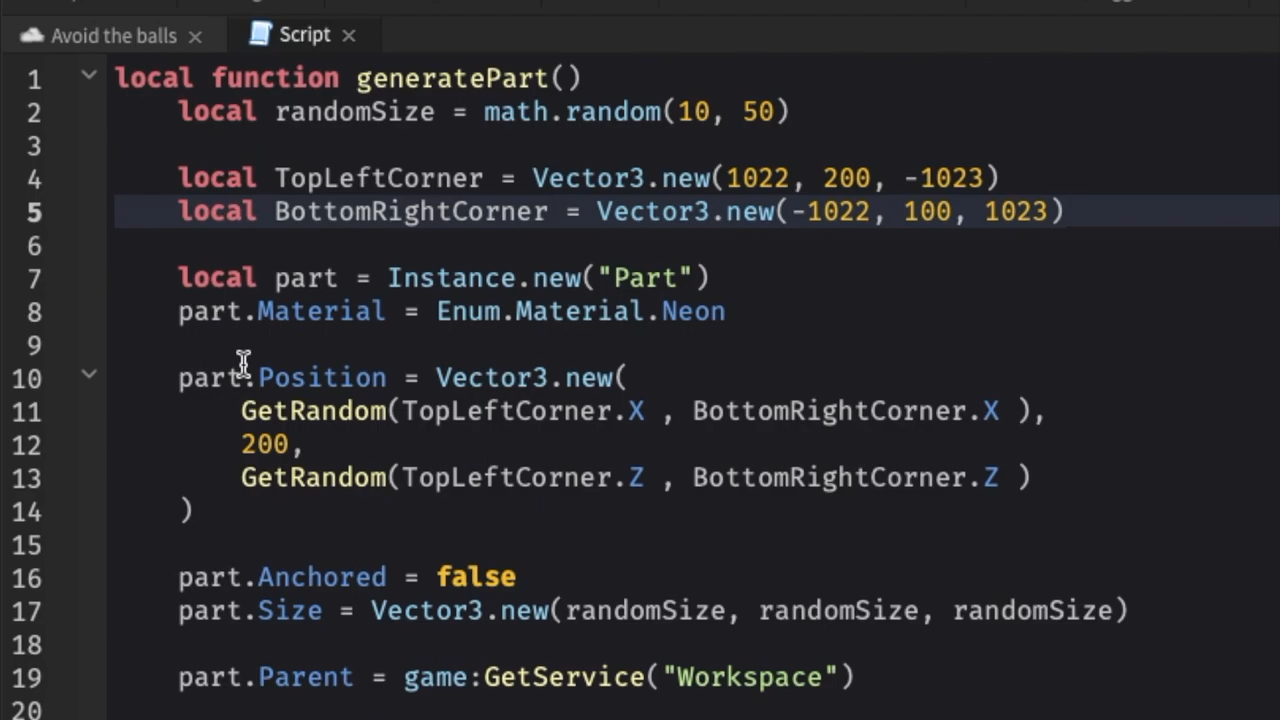 Avoid the balls × Script ×
1 local function generatePart()
2 local randomSize = math.random(10, 50)
3
4 local TopLeftCorner = Vector3.new(1022, 200, -1023)
5 local BottomRightCorner = Vector3.new(-1022, 100, 1023)
6
7 local part = Instance.new("Part")
8 part.Material = Enum.Material.Neon
9
10 part.Position = Vector3.new(
11 GetRandom(TopLeftCorner.X , BottomRightCorner.X ),
12 200,
13 GetRandom(TopLeftCorner.Z , BottomRightCorner.Z )
14 )
15
16 part.Anchored = false
17 part.Size = Vector3.new(randomSize, randomSize, randomSize)
18
19 part.Parent = game:GetService("Workspace")
20